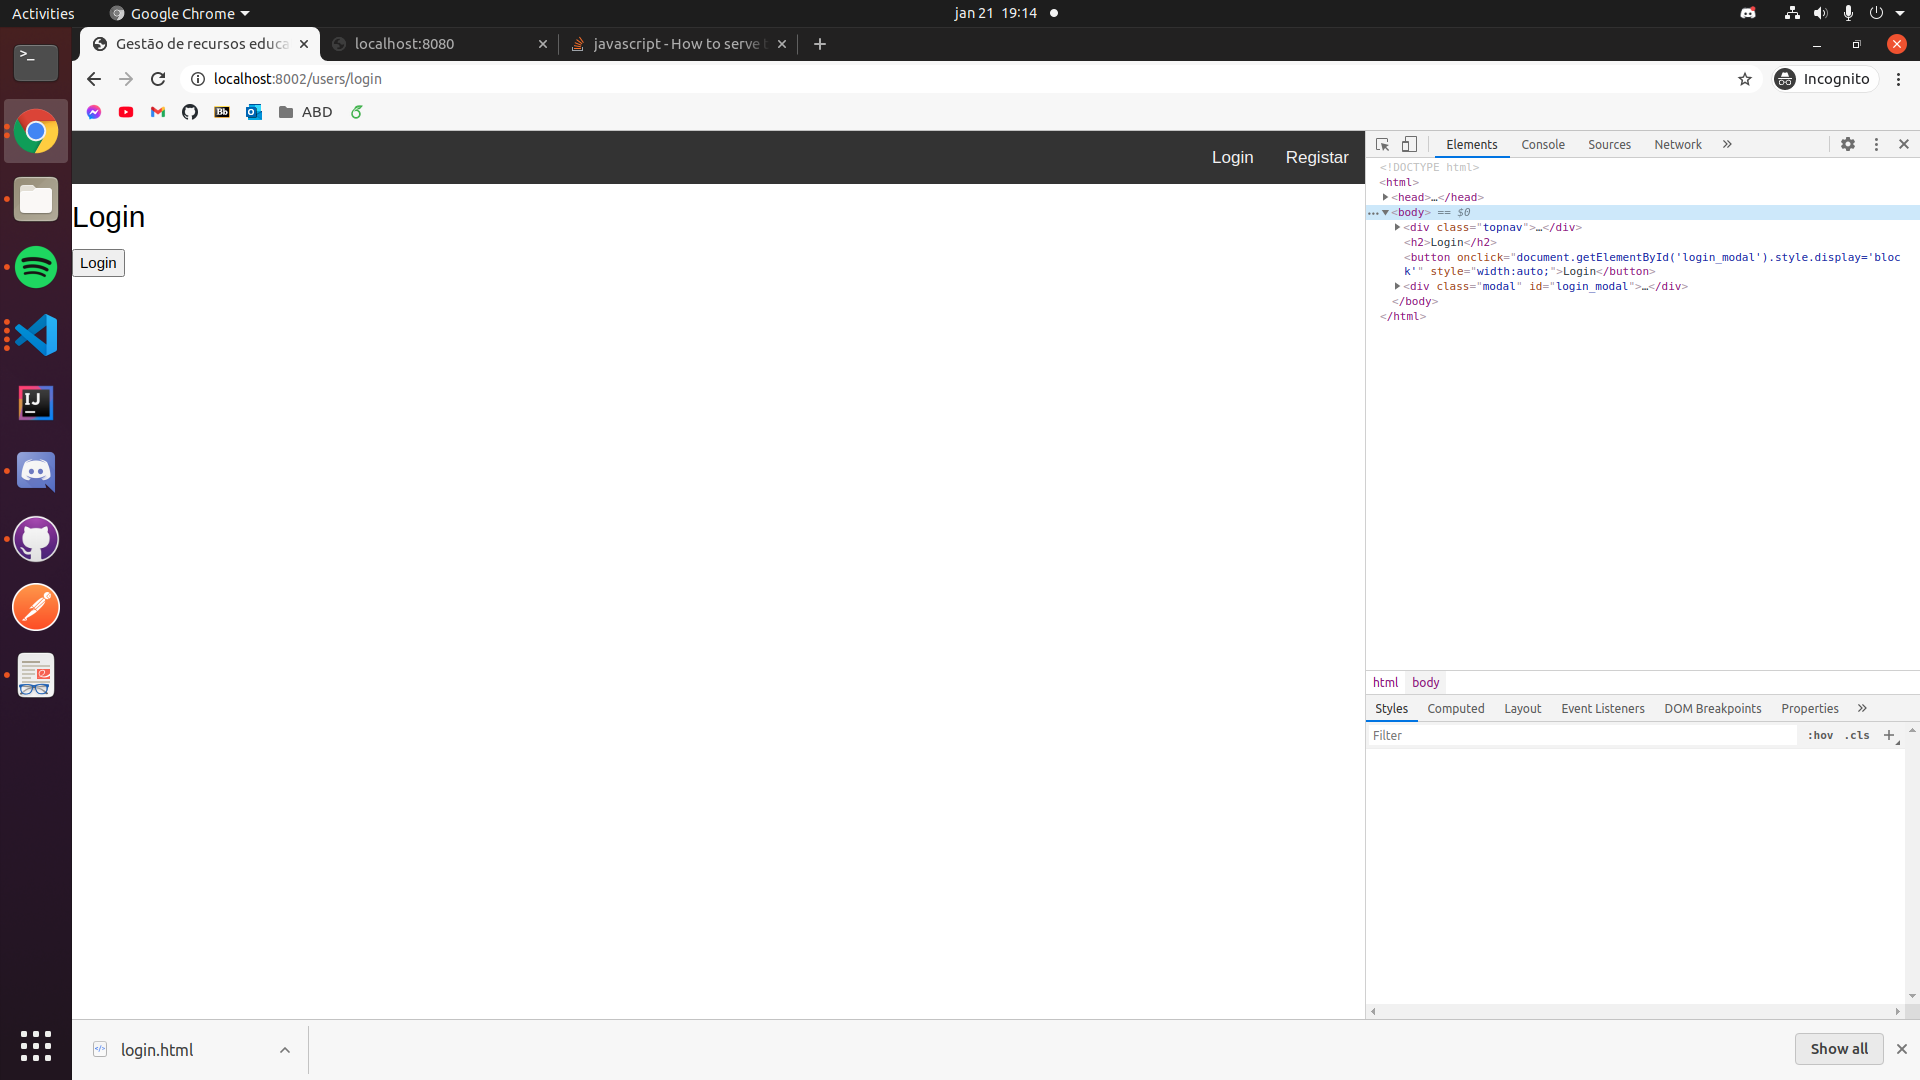 Activities
Google Chrome
jan 21 19:14
Gestão de recursos educa
localhost:8080
javascript - How to serve t
localhost:8002/users/login
Incognito
Bb
ABD
Login
Registar
Login
Login
Elements
Console
Sources
Network
<!DOCTYPE html>
<html>
<head>…</head>
<body> == $0
<div class="topnav">…</div>
<h2>Login</h2>
<button onclick="document.getElementById('login_modal').style.display='bloc
k'" style="width:auto;">Login</button>
<div class="modal" id="login_modal">…</div>
</body>
</html>
html
body
Styles
Computed
Layout
Event Listeners
DOM Breakpoints
Properties
Filter
:hov
.cls
IJ
login.html
Show all